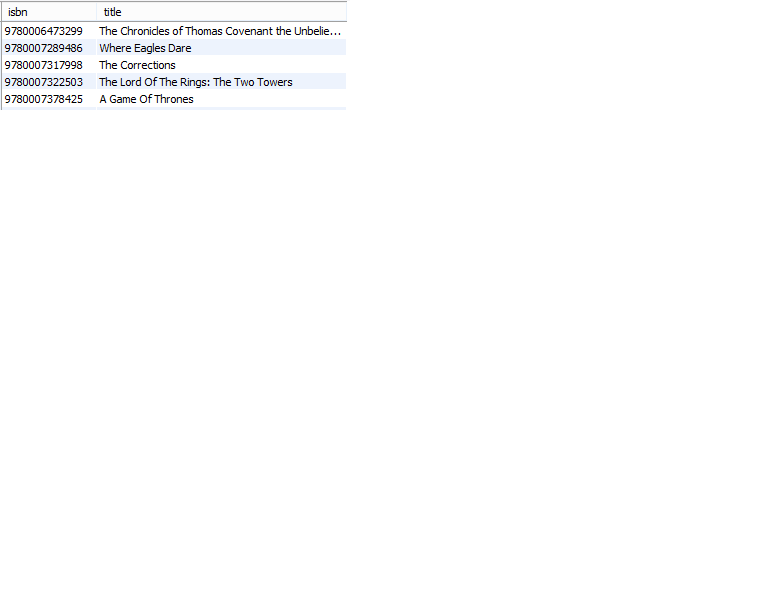 isbn title
9780006473299 The Chronicles of Thomas Covenant the Unbelie...
9780007289486 Where Eagles Dare
9780007317998 The Corrections
9780007322503 The Lord Of The Rings: The Two Towers
9780007378425 A Game Of Thrones